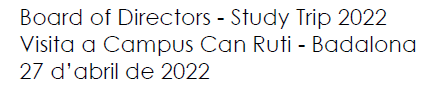 Board of Directors - Study Trip 2022
Visita a Campus Can Ruti - Badalona
27 d’abril de 2022